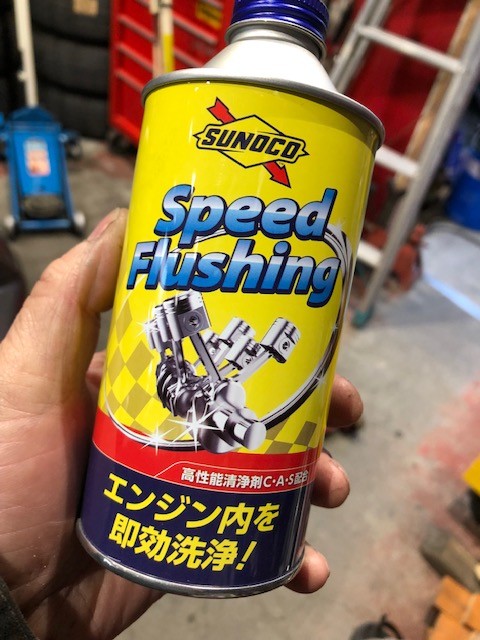 SUNOCO
Speed
Flushing
高性能清浄剤C・A・S配合
エンジン内を
即効洗浄!